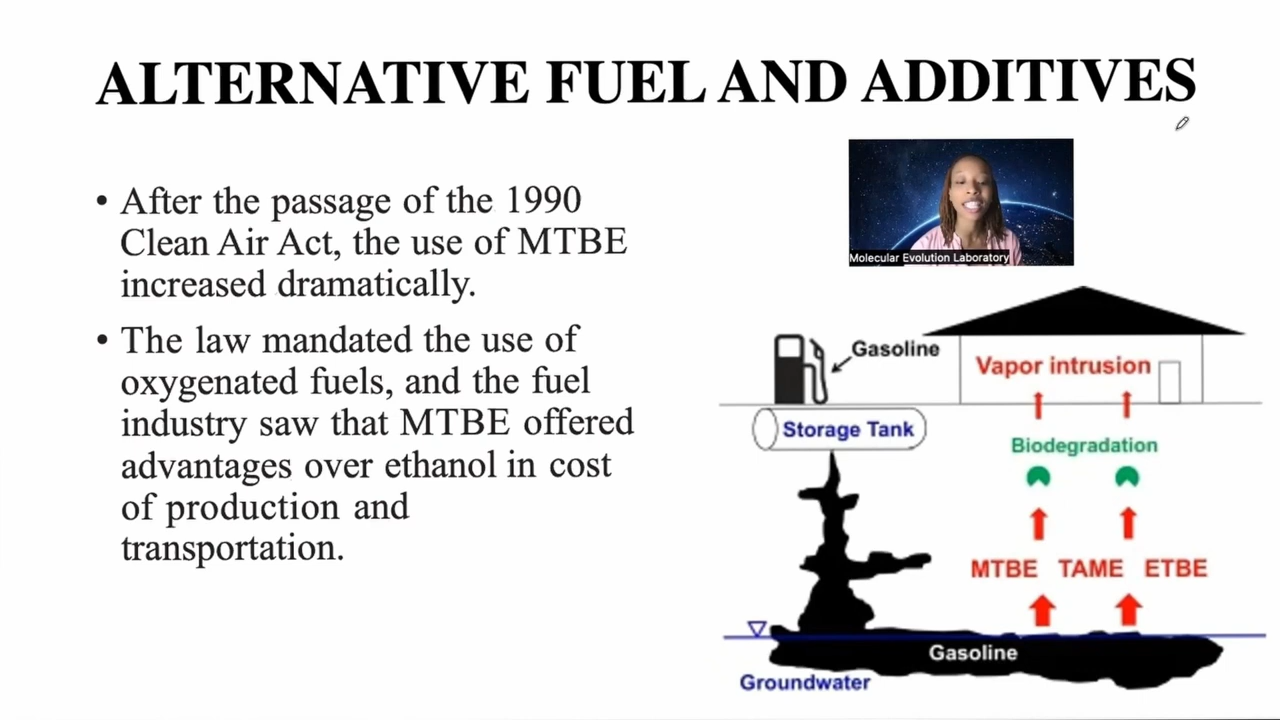 ALTERNATIVE FUEL AND ADDITIVES
• After the passage of the 1990
Clean Air Act, the use of MTBE
increased dramatically.
• The law mandated the use of
oxygenated fuels, and the fuel
industry saw that MTBE offered
advantages over ethanol in cost
of production and
transportation.
Molecular Evolution Laboratory
Gasoline
Vapor intrusion
Storage Tank
Biodegradation
MTBE TAME ETBE
Gasoline
Groundwater